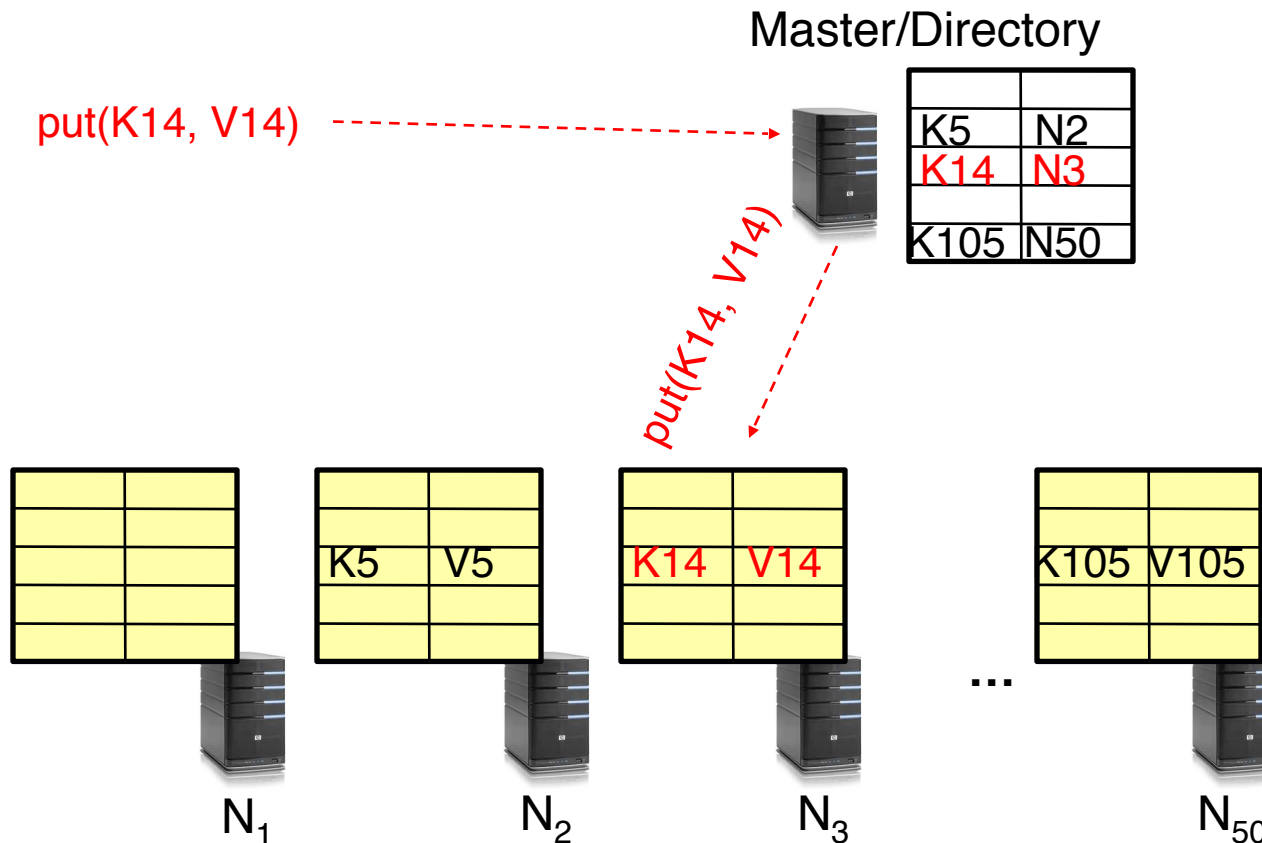 Master/Directory
put(K14, V14)
K5 N2
K14 N3
K105 N50
put(K14, V14)
K5 V5
K14 V14
K105 V105
...
N1
N2
N3
N50